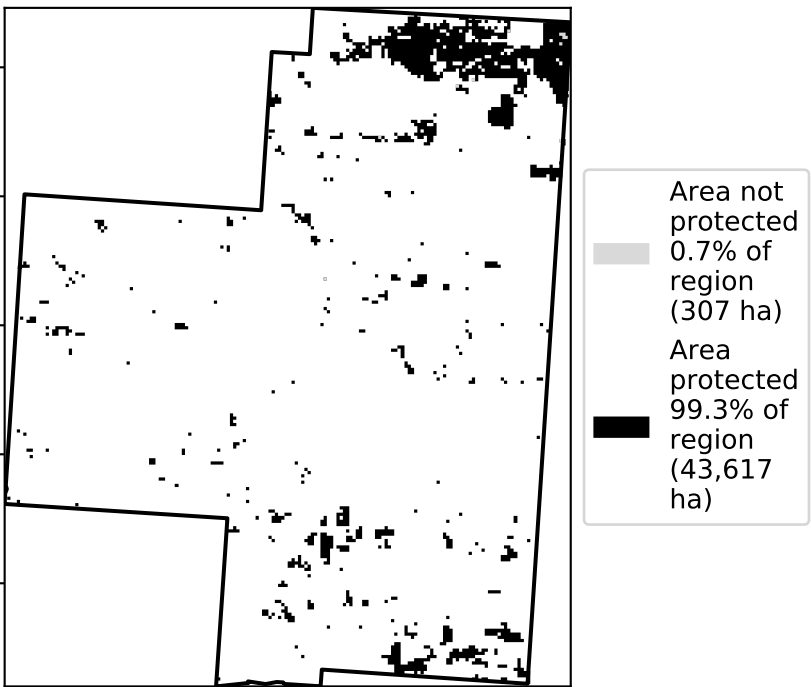 Area not
protected
0.7% of
region
(307 ha)
Area
protected
99.3% of
region
(43,617
ha)